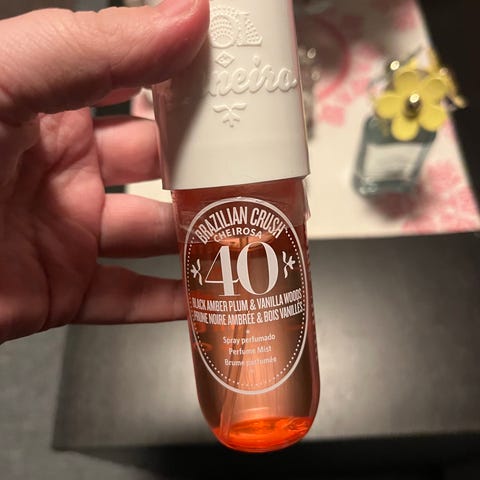 BRAZILIAN CRUSH
CHEIROSA
40
BLACK AMBER PLUM & VANILLA WOODS
PRUNE NOIRE AMBRÉE & BOIS VANILLÉS
Spray perfumado
Perfume Mist
Brume parfumée